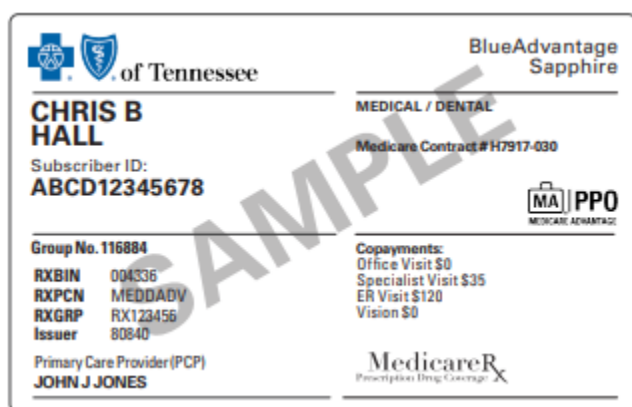 of Tennessee
BlueAdvantage
Sapphire
CHRIS B
HALL
Subscriber ID:
ABCD12345678
MEDICAL / DENTAL
Medicare Contract # H7917-030
MA PPO
MEDICARE ADVANTAGE
SAMPLE
Group No. 116884
RXBIN 004336
RXPCN MEDDADV
RXGRP RX123456
Issuer 80840
Primary Care Provider (PCP)
JOHN J JONES
Copayments:
Office Visit $0
Specialist Visit $35
ER Visit $120
Vision $0
MedicareRx
Prescription Drug Coverage